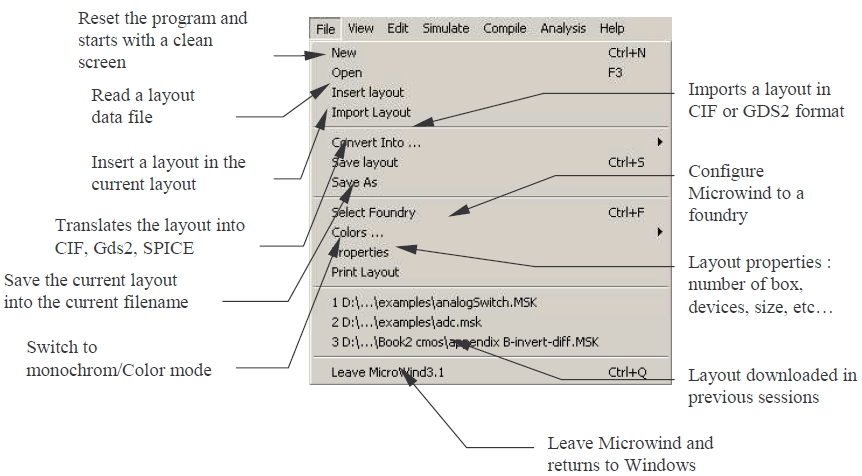 Reset the program and
starts with a clean
screen
Read a layout
data file
Insert a layout in the
current layout
Translates the layout into
CIF, Gds2, SPICE
Save the current layout
into the current filename
Switch to
monochrom/Color mode
File View Edit Simulate Compile Analysis Help
New Ctrl+N
Open F3
Insert layout
Import Layout
Convert Into ...
Save layout Ctrl+S
Save As
Select Foundry Ctrl+F
Colors ...
Properties
Print Layout
1 D:\...\examples\analogSwitch.MSK
2 D:\...\examples\adc.msk
3 D:\...\Book2 cmos\appendix B-invert-diff.MSK
Leave MicroWind3.1 Ctrl+Q
Imports a layout in
CIF or GDS2 format
Configure
Microwind to a
foundry
Layout properties :
number of box,
devices, size, etc…
Layout downloaded in
previous sessions
Leave Microwind and
returns to Windows